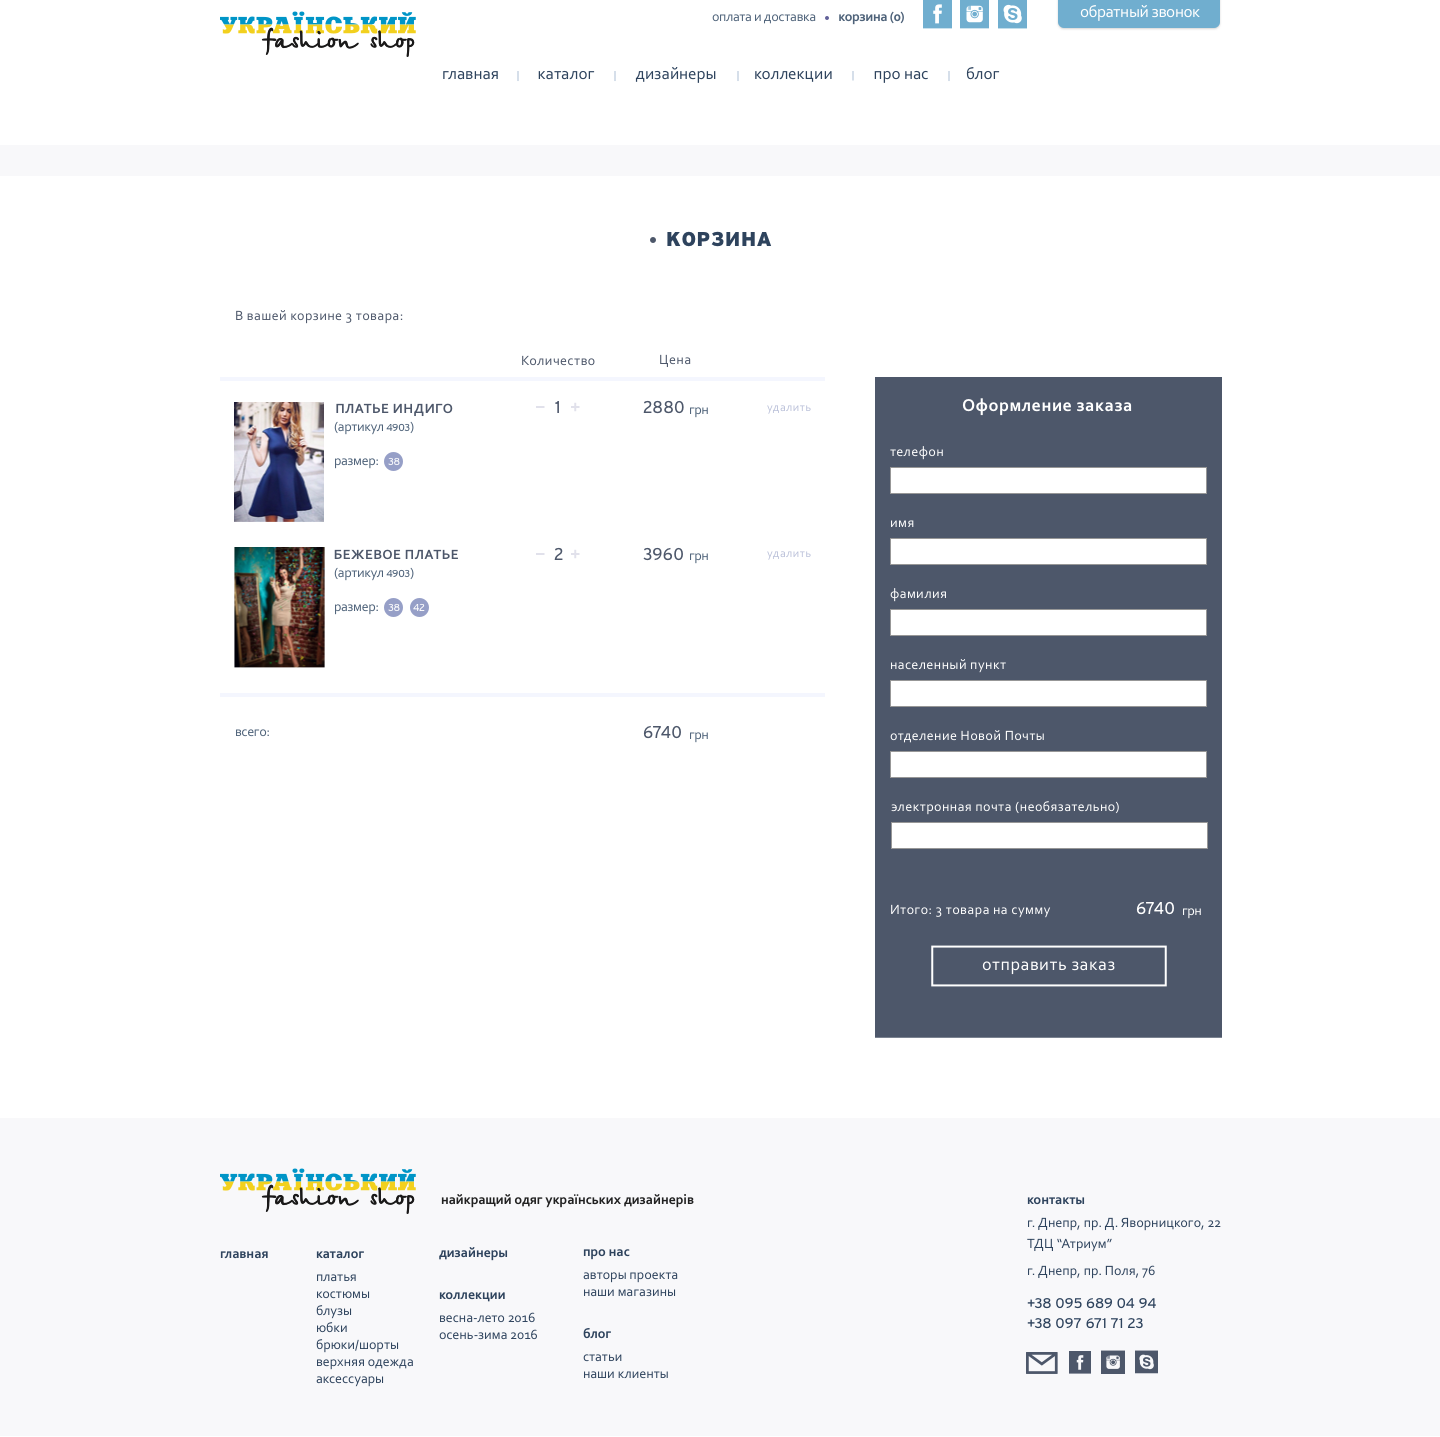 УКРАЇНСЬКИЙ
fashion shop
оплата и доставка • корзина (0)
обратный звонок
главная | каталог | дизайнеры | коллекции | про нас | блог
• КОРЗИНА
В вашей корзине 3 товара:
Количество Цена
ПЛАТЬЕ ИНДИГО − 1 + 2880 грн удалить
(артикул 4903)
размер: 38
БЕЖЕВОЕ ПЛАТЬЕ − 2 + 3960 грн удалить
(артикул 4903)
размер: 38 42
всего: 6740 грн
Оформление заказа
телефон
имя
фамилия
населенный пункт
отделение Новой Почты
электронная почта (необязательно)
Итого: 3 товара на сумму 6740 грн
отправить заказ
УКРАЇНСЬКИЙ
fashion shop
найкращий одяг українських дизайнерів
главная
каталог
платья
костюмы
блузы
юбки
брюки/шорты
верхняя одежда
аксессуары
дизайнеры
коллекции
весна-лето 2016
осень-зима 2016
про нас
авторы проекта
наши магазины
блог
статьи
наши клиенты
контакты
г. Днепр, пр. Д. Яворницкого, 22
ТДЦ “Атриум”
г. Днепр, пр. Поля, 76
+38 095 689 04 94
+38 097 671 71 23